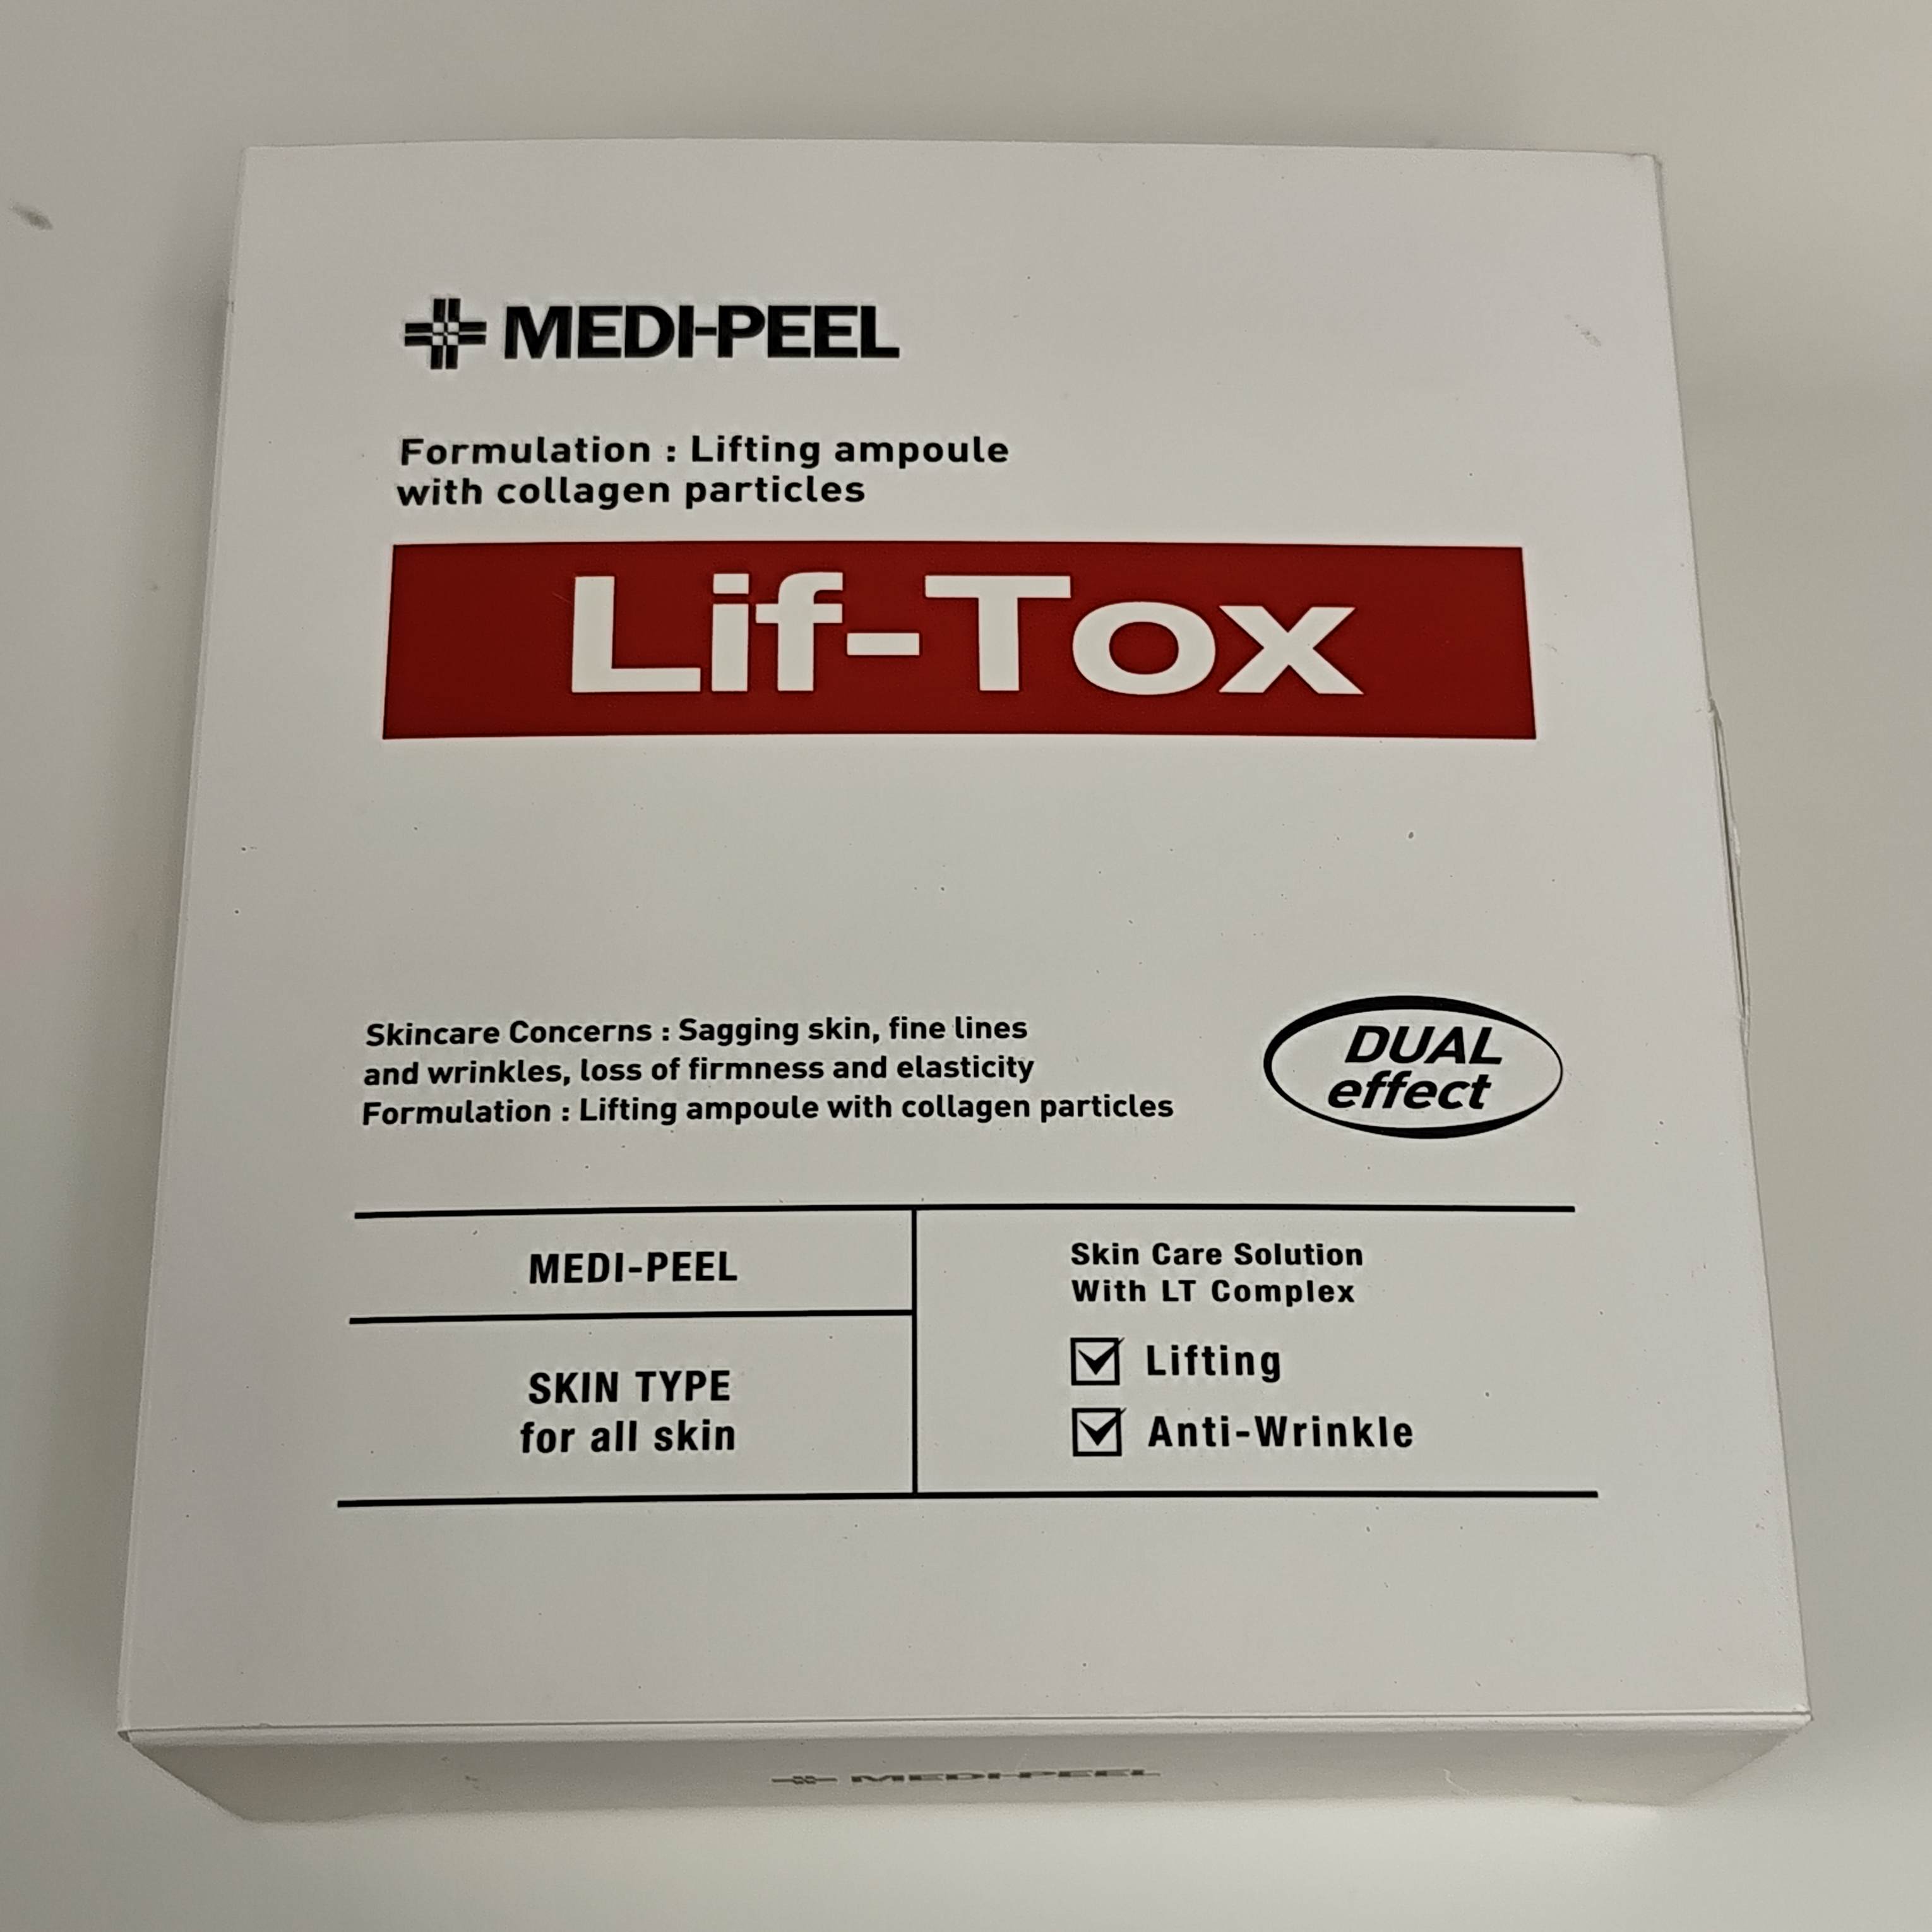 MEDI-PEEL
Formulation : Lifting ampoule
with collagen particles
Lif-Tox
Skincare Concerns : Sagging skin, fine lines
and wrinkles, loss of firmness and elasticity
Formulation : Lifting ampoule with collagen particles
DUAL
effect
MEDI-PEEL
SKIN TYPE
for all skin
Skin Care Solution
With LT Complex
Lifting
Anti-Wrinkle
MEDI-PEEL